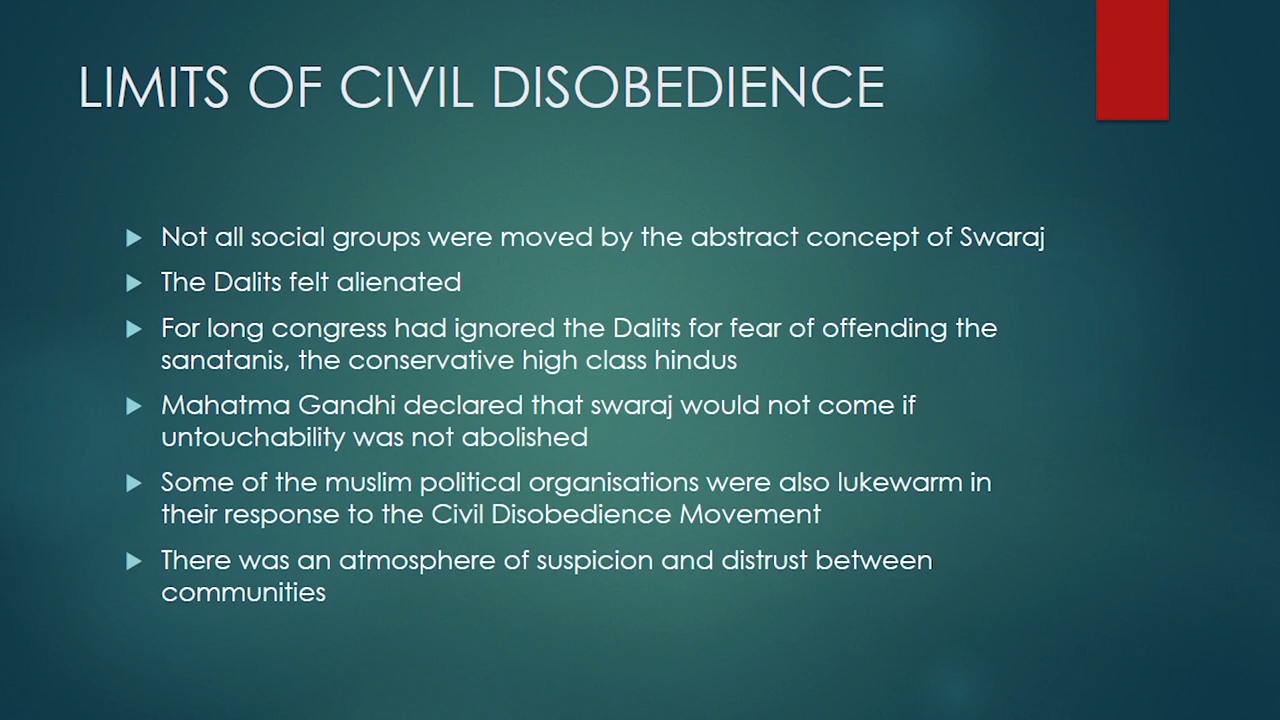 LIMITS OF CIVIL DISOBEDIENCE
Not all social groups were moved by the abstract concept of Swaraj
The Dalits felt alienated
For long congress had ignored the Dalits for fear of offending the
sanatanis, the conservative high class hindus
Mahatma Gandhi declared that swaraj would not come if
untouchability was not abolished
Some of the muslim political organisations were also lukewarm in
their response to the Civil Disobedience Movement
There was an atmosphere of suspicion and distrust between
communities